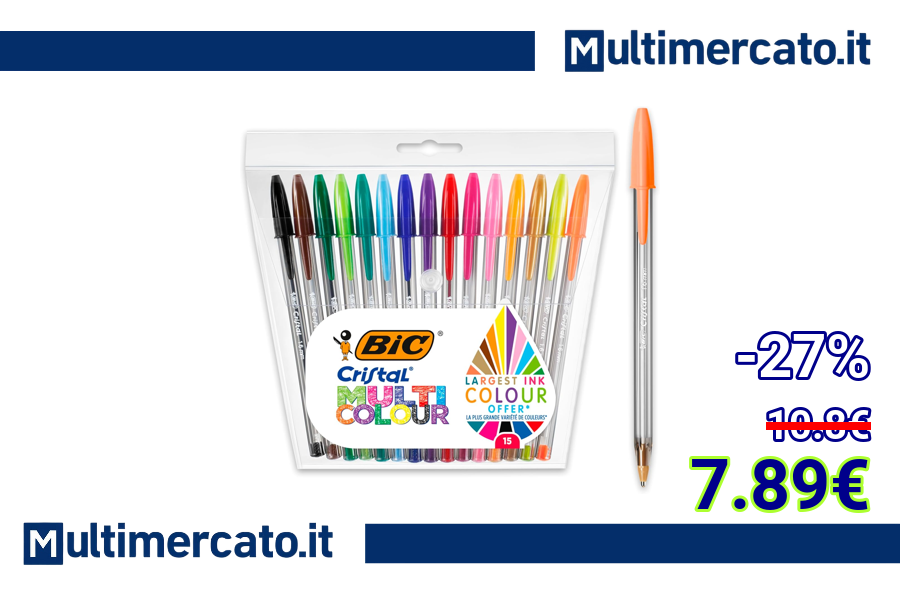 Multimercato.it
BiC®
Cristal®
MULTI
COLOUR
LARGEST INK
COLOUR
OFFER*
LA PLUS GRANDE VARIÉTÉ DE COULEURS*
15
-27%
10.8€
7.89€
Multimercato.it